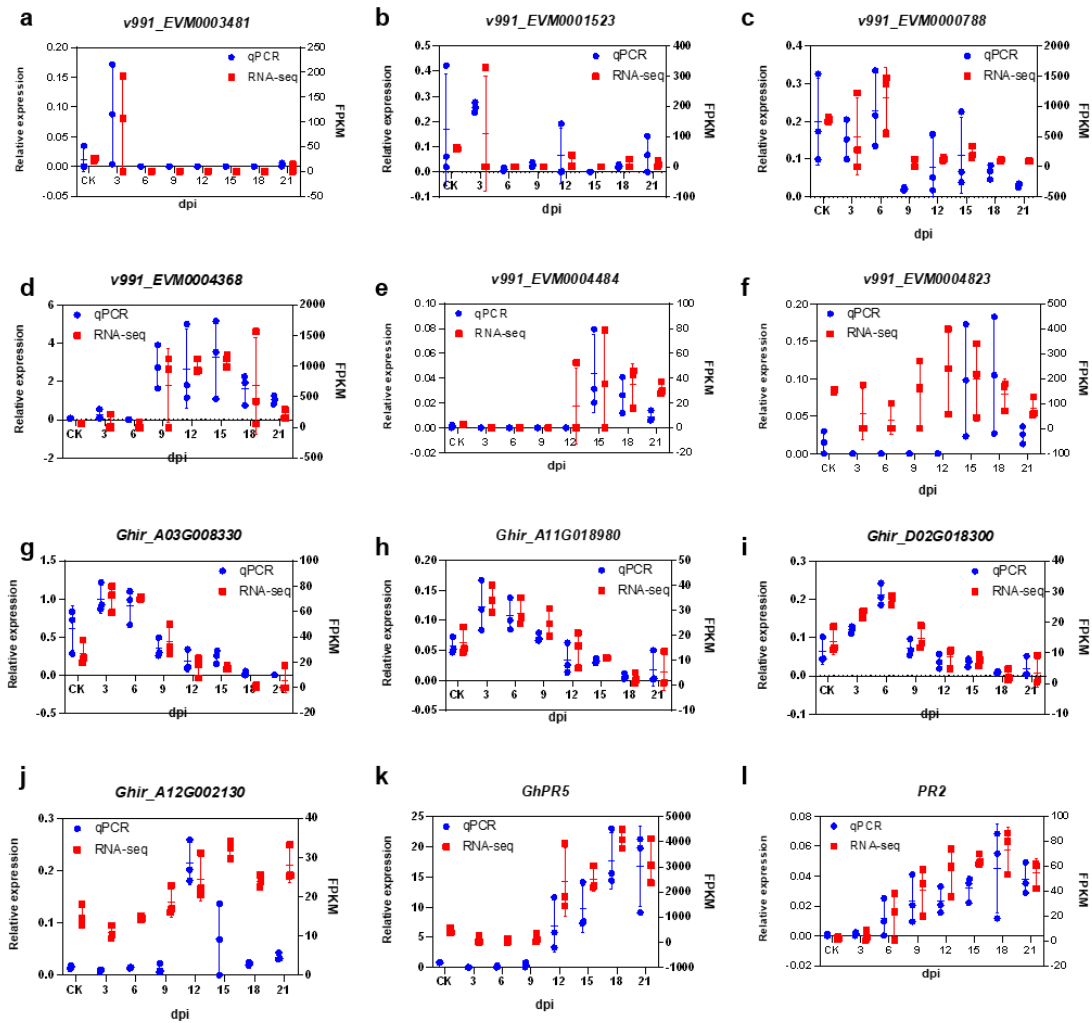 a
v991_EVM0003481
qPCR
RNA-seq
Relative expression
0.20
0.15
0.10
0.05
0.00
-0.05
250
200
150
100
50
0
-50
FPKM
CK 3 6 9 12 15 18 21
dpi
b
v991_EVM0001523
qPCR
RNA-seq
Relative expression
0.5
0.4
0.3
0.2
0.1
0.0
400
300
200
100
0
-100
FPKM
CK 3 6 9 12 15 18 21
dpi
c
v991_EVM0000788
qPCR
RNA-seq
Relative expression
0.4
0.3
0.2
0.1
0.0
2000
1500
1000
500
0
-500
FPKM
CK 3 6 9 12 15 18 21
dpi
d
v991_EVM0004368
qPCR
RNA-seq
Relative expression
6
4
2
0
-2
2000
1500
1000
500
0
-500
FPKM
CK 3 6 9 12 15 18 21
dpi
e
v991_EVM0004484
qPCR
RNA-seq
Relative expression
0.10
0.08
0.06
0.04
0.02
0.00
-0.02
100
80
60
40
20
0
-20
FPKM
CK 3 6 9 12 15 18 21
dpi
f
v991_EVM0004823
qPCR
RNA-seq
Relative expression
0.20
0.15
0.10
0.05
0.00
500
400
300
200
100
0
-100
FPKM
CK 3 6 9 12 15 18 21
dpi
g
Ghir_A03G008330
qPCR
RNA-seq
Relative expression
1.5
1.0
0.5
0.0
-0.5
100
80
60
40
20
0
-20
FPKM
CK 3 6 9 12 15 18 21
dpi
h
Ghir_A11G018980
qPCR
RNA-seq
Relative expression
0.20
0.15
0.10
0.05
0.00
-0.05
50
40
30
20
10
0
-10
FPKM
CK 3 6 9 12 15 18 21
dpi
i
Ghir_D02G018300
qPCR
RNA-seq
Relative expression
0.3
0.2
0.1
0.0
-0.1
40
30
20
10
0
-10
FPKM
CK 3 6 9 12 15 18 21
dpi
j
Ghir_A12G002130
qPCR
RNA-seq
Relative expression
0.3
0.2
0.1
0.0
40
30
20
10
0
FPKM
CK 3 6 9 12 15 18 21
dpi
k
GhPR5
qPCR
RNA-seq
Relative expression
25
20
15
10
5
0
5000
4000
3000
2000
1000
0
-1000
FPKM
CK 3 6 9 12 15 18 21
dpi
l
PR2
qPCR
RNA-seq
Relative expression
0.08
0.06
0.04
0.02
0.00
-0.02
100
80
60
40
20
0
-20
FPKM
CK 3 6 9 12 15 18 21
dpi